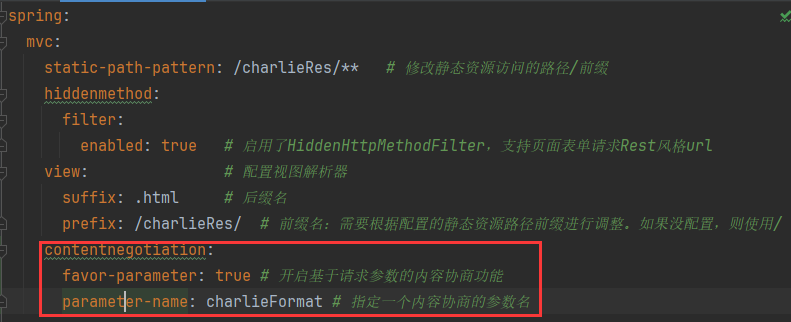 spring:
  mvc:
    static-path-pattern: /charlieRes/**   # 修改静态资源访问的路径/前缀
    hiddenmethod:
      filter:
        enabled: true   # 启用了HiddenHttpMethodFilter，支持页面表单请求Rest风格url
    view:               # 配置视图解析器
      suffix: .html     # 后缀名
      prefix: /charlieRes/  # 前缀名：需要根据配置的静态资源路径前缀进行调整。如果没配置，则使用/
    contentnegotiation:
      favor-parameter: true # 开启基于请求参数的内容协商功能
      parameter-name: charlieFormat # 指定一个内容协商的参数名